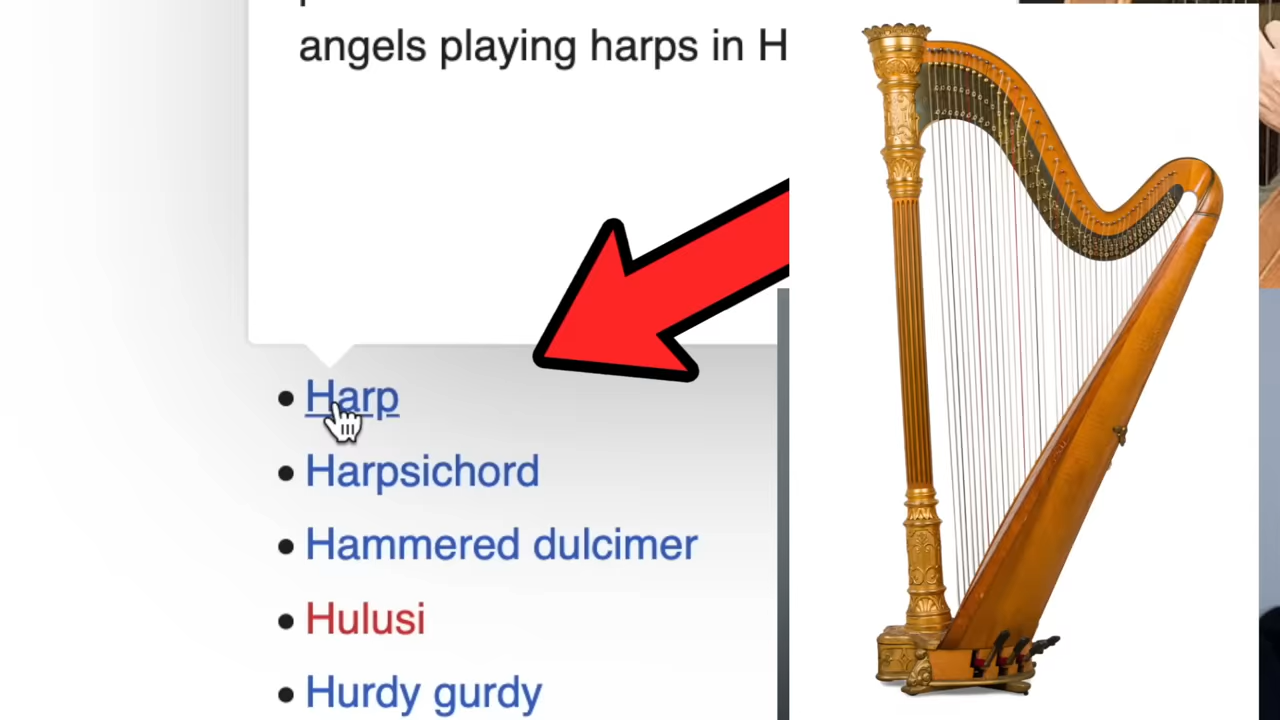 angels playing harps in H
Harp
Harpsichord
Hammered dulcimer
Hulusi
Hurdy gurdy